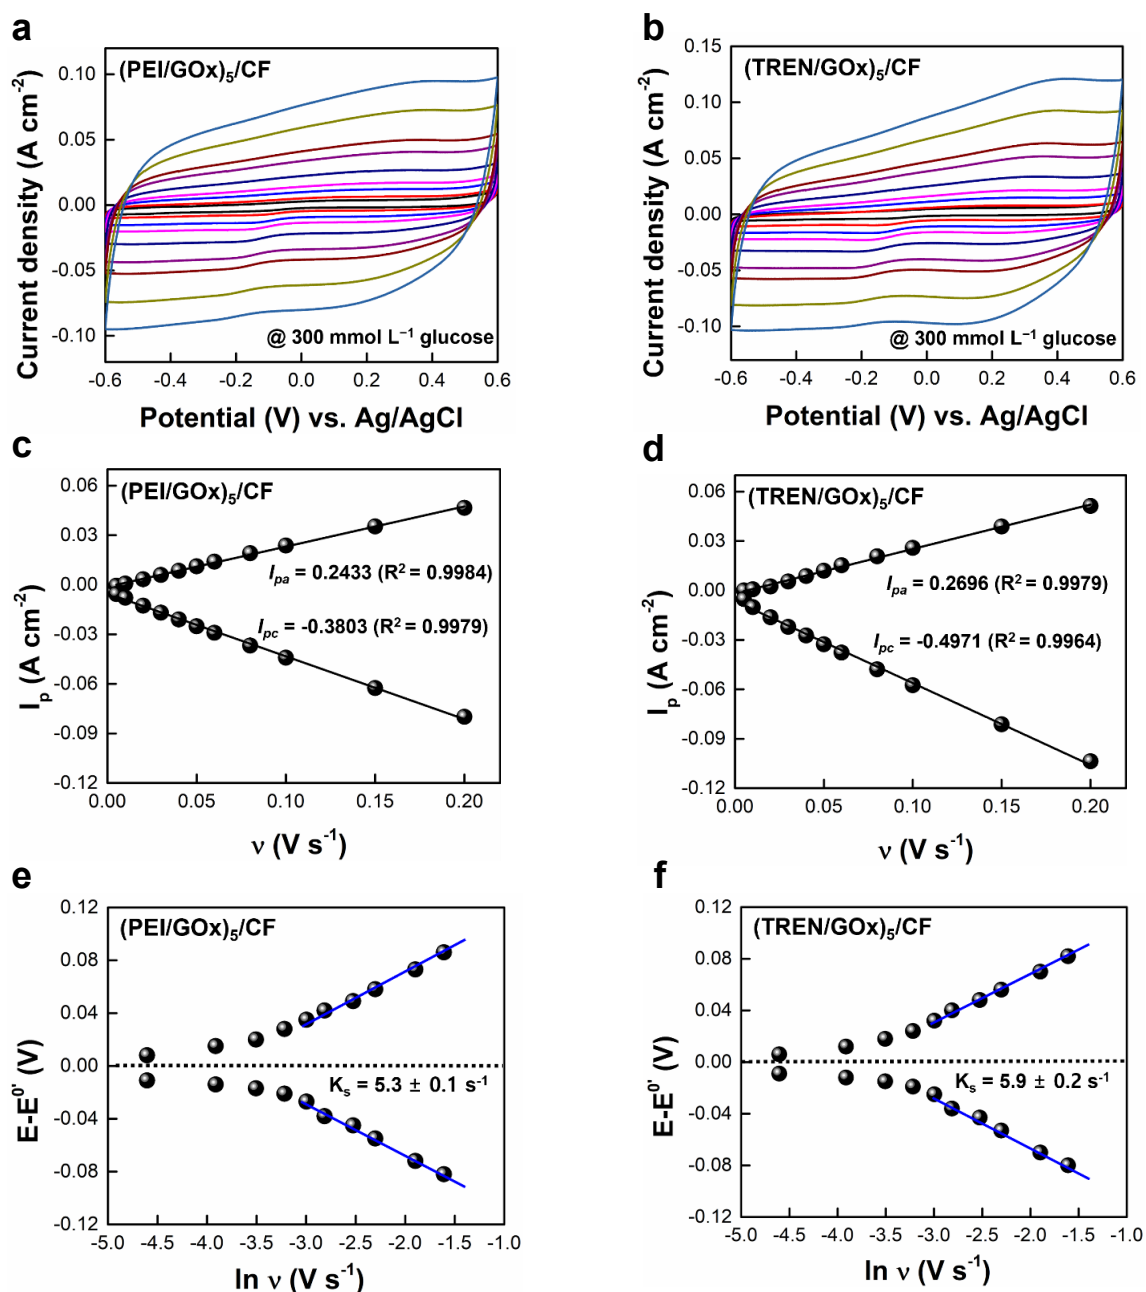 a
(PEI/GOx)5/CF
Current density (A cm-2)
0.10
0.05
0.00
-0.05
-0.10
@ 300 mmol L−1 glucose
-0.6 -0.4 -0.2 0.0 0.2 0.4 0.6
Potential (V) vs. Ag/AgCl
b
(TREN/GOx)5/CF
Current density (A cm-2)
0.15
0.10
0.05
0.00
-0.05
-0.10
@ 300 mmol L−1 glucose
-0.6 -0.4 -0.2 0.0 0.2 0.4 0.6
Potential (V) vs. Ag/AgCl
c
(PEI/GOx)5/CF
Ip (A cm-2)
0.06
0.03
0.00
-0.03
-0.06
-0.09
-0.12
Ipa = 0.2433 (R2 = 0.9984)
Ipc = -0.3803 (R2 = 0.9979)
0.00 0.05 0.10 0.15 0.20
ν (V s-1)
d
(TREN/GOx)5/CF
Ip (A cm-2)
0.06
0.03
0.00
-0.03
-0.06
-0.09
-0.12
Ipa = 0.2696 (R2 = 0.9979)
Ipc = -0.4971 (R2 = 0.9964)
0.00 0.05 0.10 0.15 0.20
ν (V s-1)
e
(PEI/GOx)5/CF
E-E0' (V)
0.12
0.08
0.04
0.00
-0.04
-0.08
-0.12
Ks = 5.3 ± 0.1 s-1
-5.0 -4.5 -4.0 -3.5 -3.0 -2.5 -2.0 -1.5 -1.0
ln ν (V s-1)
f
(TREN/GOx)5/CF
E-E0' (V)
0.12
0.08
0.04
0.00
-0.04
-0.08
-0.12
Ks = 5.9 ± 0.2 s-1
-5.0 -4.5 -4.0 -3.5 -3.0 -2.5 -2.0 -1.5 -1.0
ln ν (V s-1)